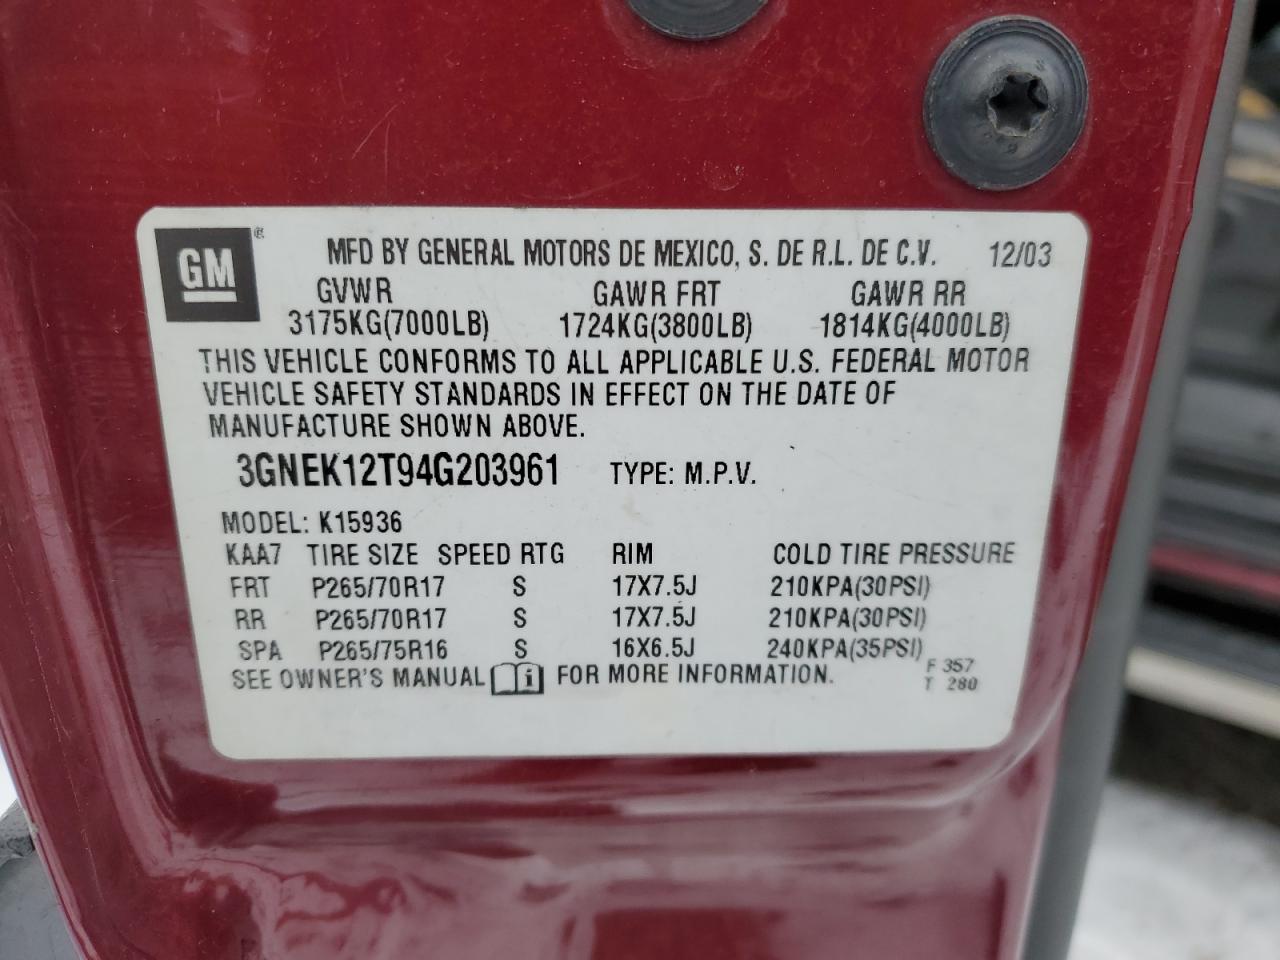 GM
MFD BY GENERAL MOTORS DE MEXICO, S. DE R.L. DE C.V. 12/03
GVWR GAWR FRT GAWR RR
3175KG(7000LB) 1724KG(3800LB) 1814KG(4000LB)
THIS VEHICLE CONFORMS TO ALL APPLICABLE U.S. FEDERAL MOTOR
VEHICLE SAFETY STANDARDS IN EFFECT ON THE DATE OF
MANUFACTURE SHOWN ABOVE.
3GNEK12T94G203961 TYPE: M.P.V.
MODEL: K15936
KAA7 TIRE SIZE SPEED RTG RIM COLD TIRE PRESSURE
FRT P265/70R17 S 17X7.5J 210KPA(30PSI)
RR P265/70R17 S 17X7.5J 210KPA(30PSI)
SPA P265/75R16 S 16X6.5J 240KPA(35PSI)
SEE OWNER'S MANUAL i FOR MORE INFORMATION.
F 357
T 280